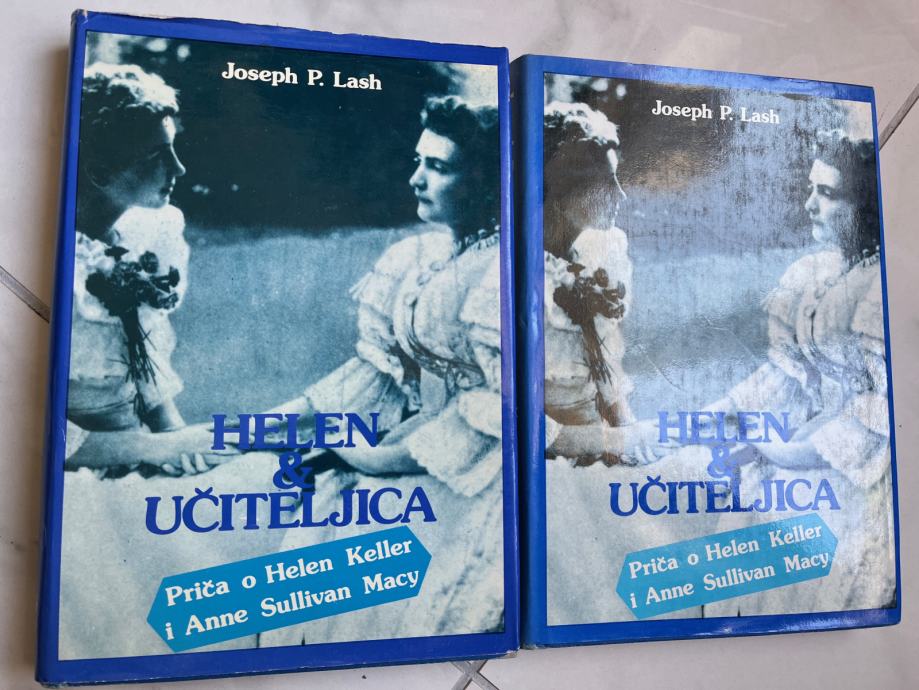 Joseph P. Lash
HELEN
&
UČITELJICA
Priča o Helen Keller
i Anne Sullivan Macy
Joseph P. Lash
HELEN
&
UČITELJICA
Priča o Helen Keller
i Anne Sullivan Macy